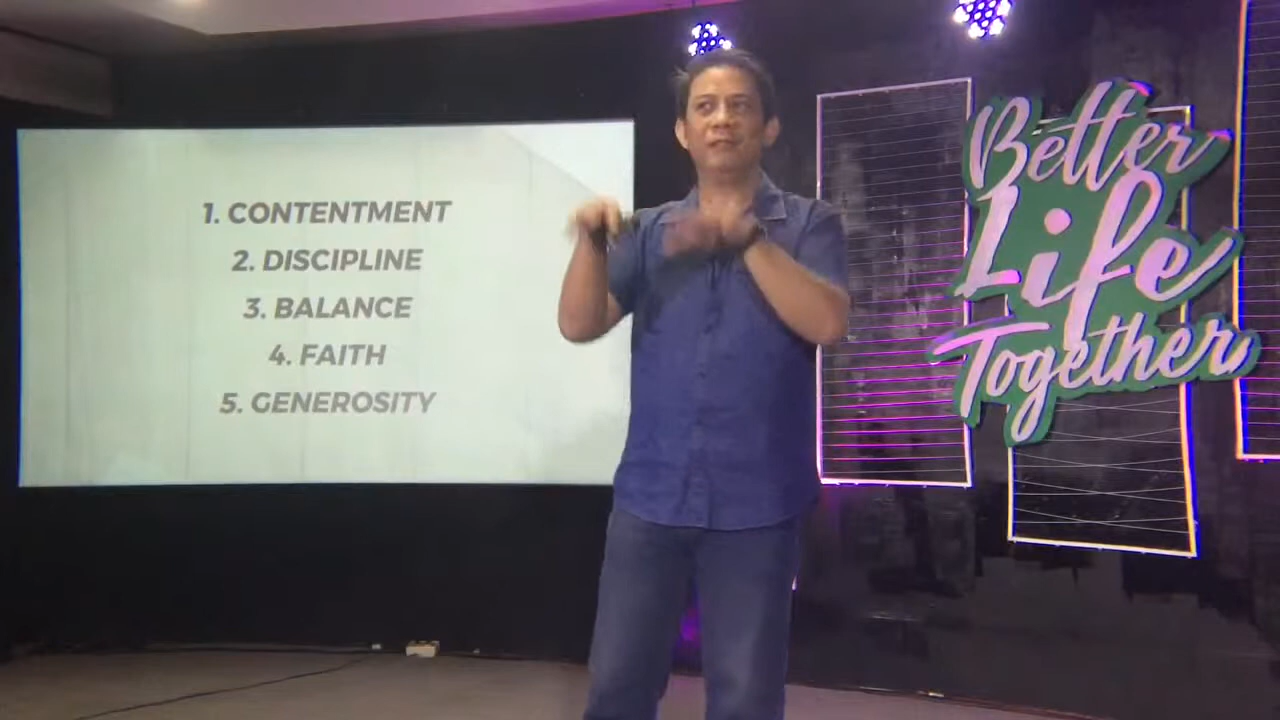 1. CONTENTMENT
2. DISCIPLINE
3. BALANCE
4. FAITH
5. GENEROSITY
Better
Life
Together